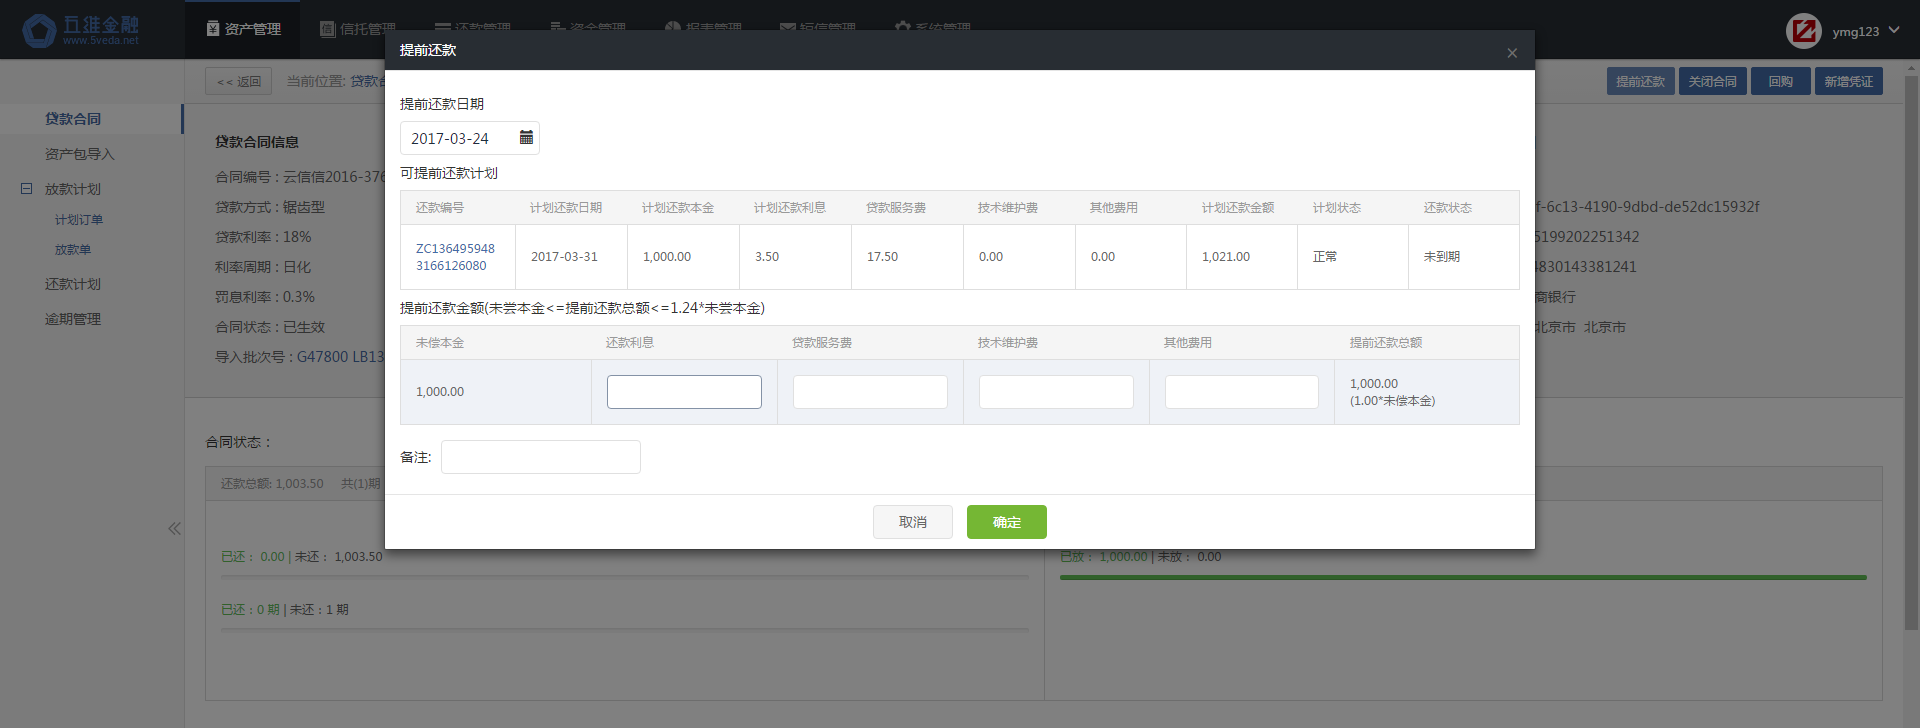 五维金融
www.5veda.net
资产管理
信托管理
还款管理
资金管理
报表管理
短信管理
系统管理
ymg123
提前还款
<< 返回
当前位置: 贷款合
提前还款 关闭合同 回购 新增凭证
贷款合同
资产包导入
放款计划
计划订单
放款单
还款计划
逾期管理
贷款合同信息
合同编号 : 云信信2016-376
贷款方式 : 锯齿型
贷款利率 : 18%
利率周期 : 日化
罚息利率 : 0.3%
合同状态 : 已生效
导入批次号 : G47800 LB13
提前还款日期
2017-03-24
可提前还款计划
还款编号 计划还款日期 计划还款本金 计划还款利息 贷款服务费 技术维护费 其他费用 计划还款金额 计划状态 还款状态
ZC136495948
3166126080
2017-03-31 1,000.00 3.50 17.50 0.00 0.00 1,021.00 正常 未到期
提前还款金额(未尝本金<=提前还款总额<=1.24*未尝本金)
未偿本金 还款利息 贷款服务费 技术维护费 其他费用 提前还款总额
1,000.00
1,000.00
(1.00*未偿本金)
备注:
取消 确定
f-6c13-4190-9dbd-de52dc15932f
5199202251342
4830143381241
商银行
北京市 北京市
合同状态 :
还款总额: 1,003.50 共(1)期
已还 : 0.00 | 未还 : 1,003.50
已还 : 0 期 | 未还 : 1 期
已放 : 1,000.00 | 未放 : 0.00